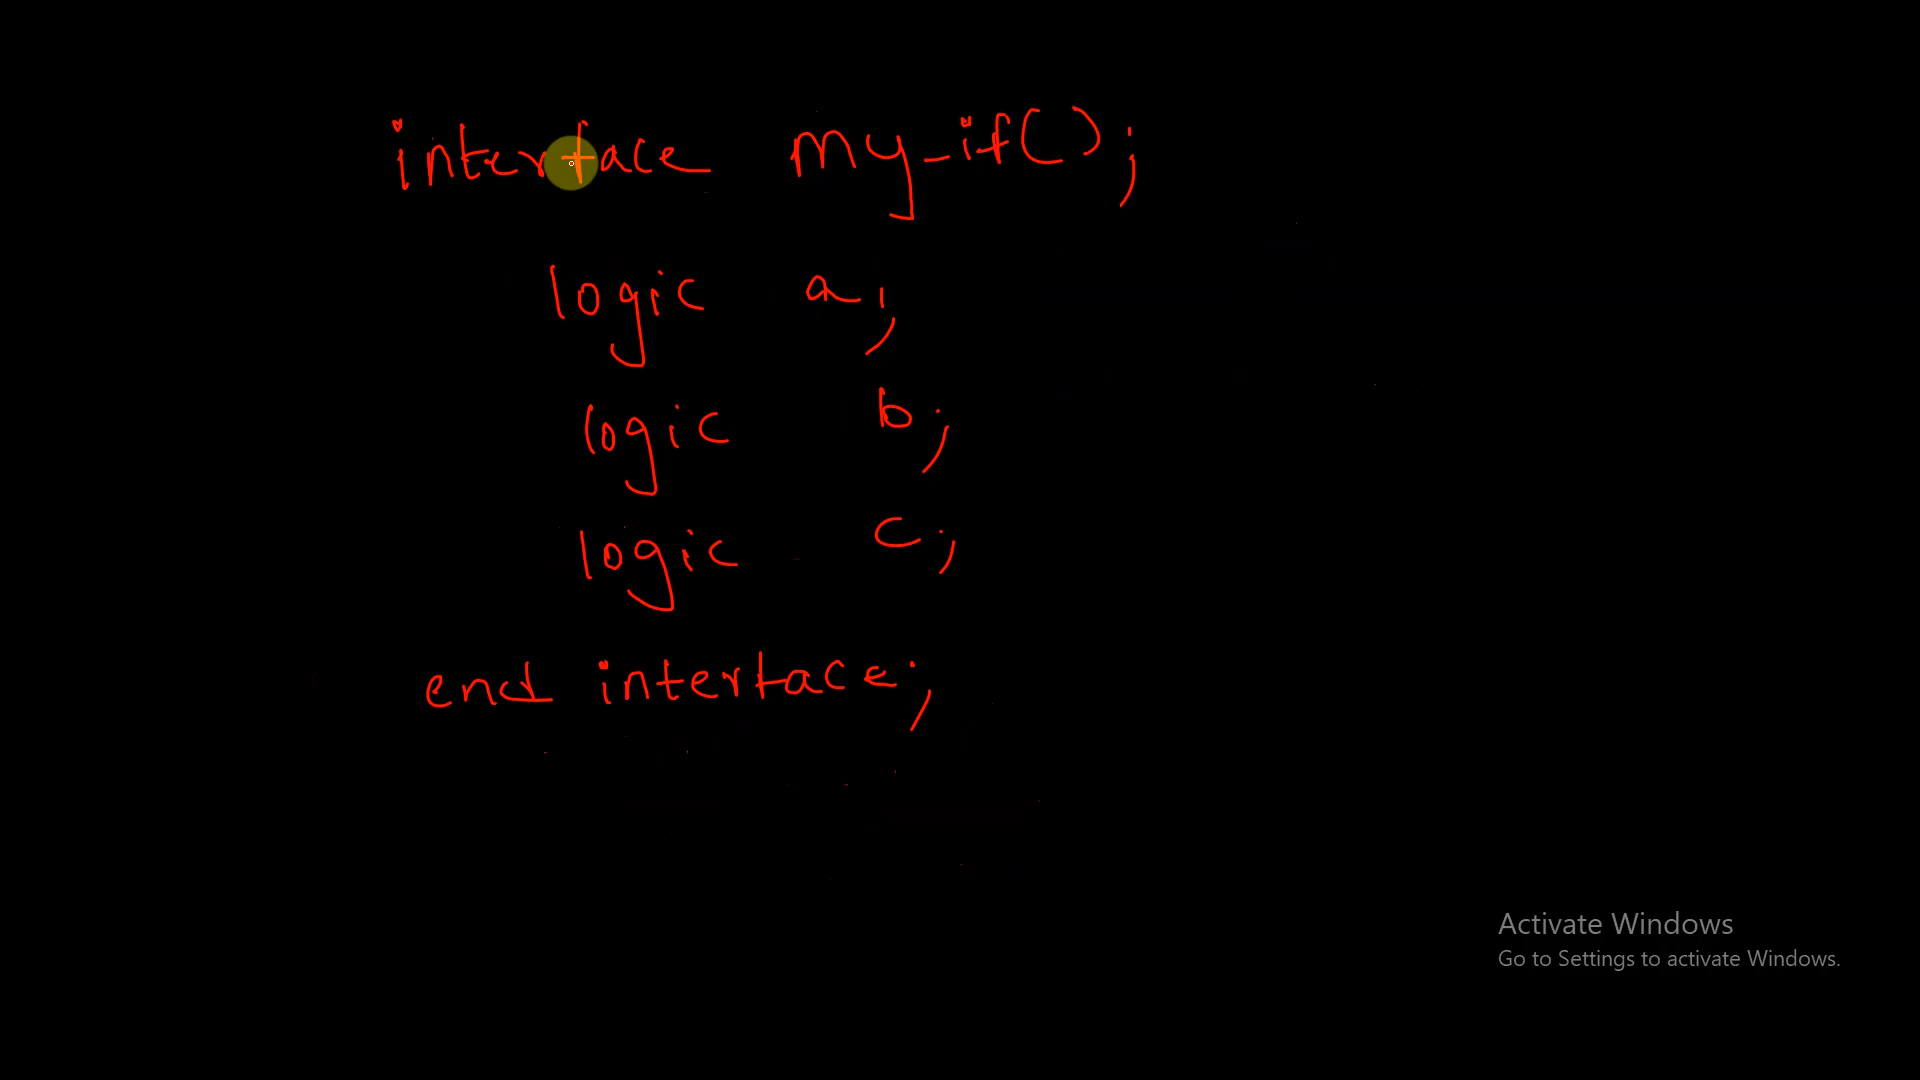 interface my_if();
logic a;
logic b;
logic c;
end interface;
Activate Windows
Go to Settings to activate Windows.